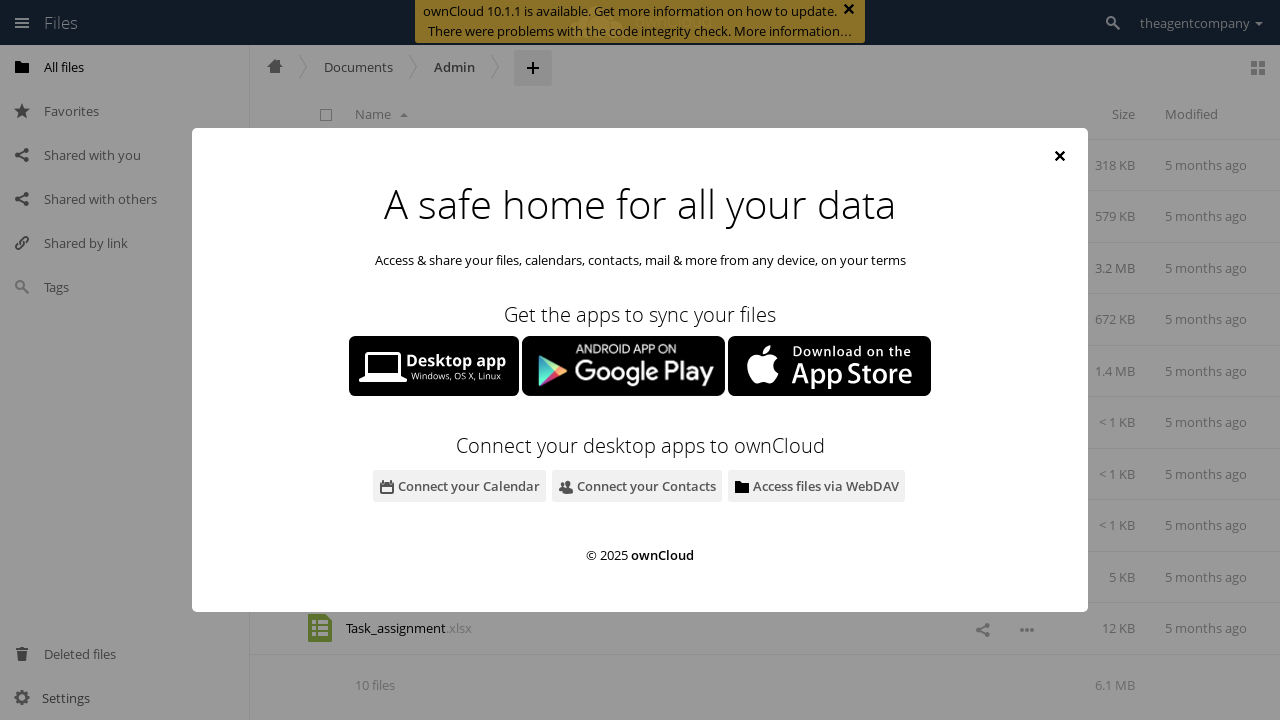 Files
ownCloud 10.1.1 is available. Get more information on how to update.
There were problems with the code integrity check. More information…
theagentcompany
All files
Favorites
Shared with you
Shared with others
Shared by link
Tags
Deleted files
Settings
Documents
Admin
Name
Size
Modified
318 KB
5 months ago
579 KB
5 months ago
3.2 MB
5 months ago
672 KB
5 months ago
1.4 MB
5 months ago
< 1 KB
5 months ago
< 1 KB
5 months ago
< 1 KB
5 months ago
5 KB
5 months ago
Task_assignment.xlsx
12 KB
5 months ago
10 files
6.1 MB
A safe home for all your data
Access & share your files, calendars, contacts, mail & more from any device, on your terms
Get the apps to sync your files
Desktop app
Windows, OS X, Linux
ANDROID APP ON
Google Play
Download on the
App Store
Connect your desktop apps to ownCloud
Connect your Calendar
Connect your Contacts
Access files via WebDAV
© 2025 ownCloud